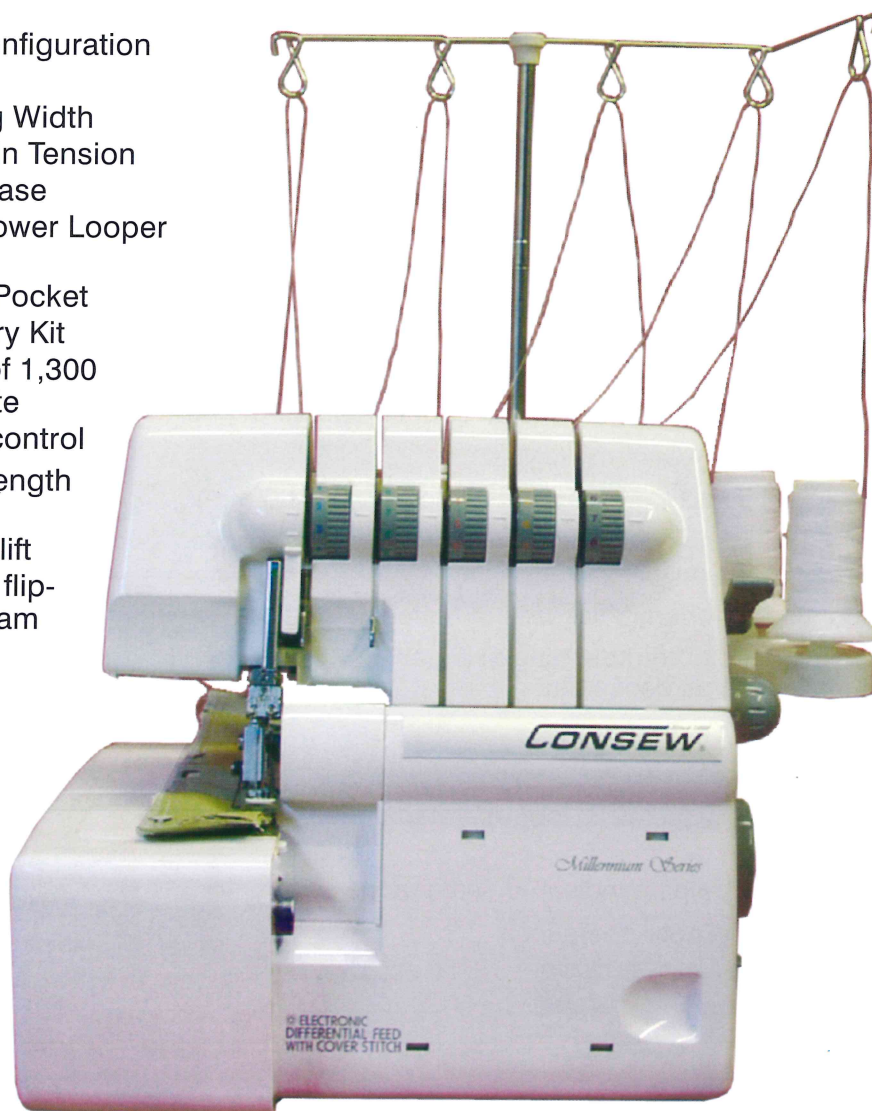 nfiguration
g Width
n Tension
ase
ower Looper
Pocket
ry Kit
of 1,300
te
control
ength
lift
flip-
am
CONSEW
Millennium Series
ELECTRONIC
DIFFERENTIAL FEED
WITH COVER STITCH